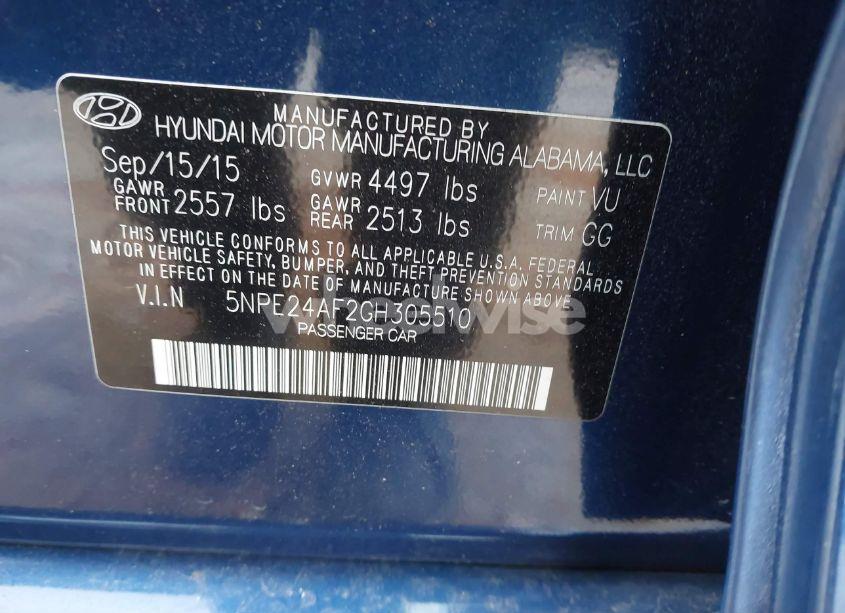 MANUFACTURED BY
HYUNDAI MOTOR MANUFACTURING ALABAMA, LLC
Sep/15/15 GVWR 4497 lbs PAINT VU
GAWR FRONT 2557 lbs GAWR REAR 2513 lbs TRIM GG
THIS VEHICLE CONFORMS TO ALL APPLICABLE U.S.A. FEDERAL
MOTOR VEHICLE SAFETY, BUMPER, AND THEFT PREVENTION STANDARDS
IN EFFECT ON THE DATE OF MANUFACTURE SHOWN ABOVE
V.I.N 5NPE24AF2GH305510
PASSENGER CAR